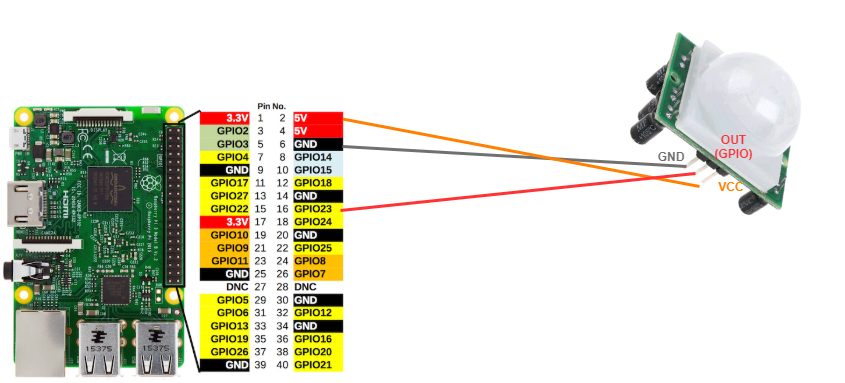 Pin No.
3.3V 1 2 5V
GPIO2 3 4 5V
GPIO3 5 6 GND
GPIO4 7 8 GPIO14
GND 9 10 GPIO15
GPIO17 11 12 GPIO18
GPIO27 13 14 GND
GPIO22 15 16 GPIO23
3.3V 17 18 GPIO24
GPIO10 19 20 GND
GPIO9 21 22 GPIO25
GPIO11 23 24 GPIO8
GND 25 26 GPIO7
DNC 27 28 DNC
GPIO5 29 30 GND
GPIO6 31 32 GPIO12
GPIO13 33 34 GND
GPIO19 35 36 GPIO16
GPIO26 37 38 GPIO20
GND 39 40 GPIO21
OUT
(GPIO)
GND
VCC
HDMI
15375
15375